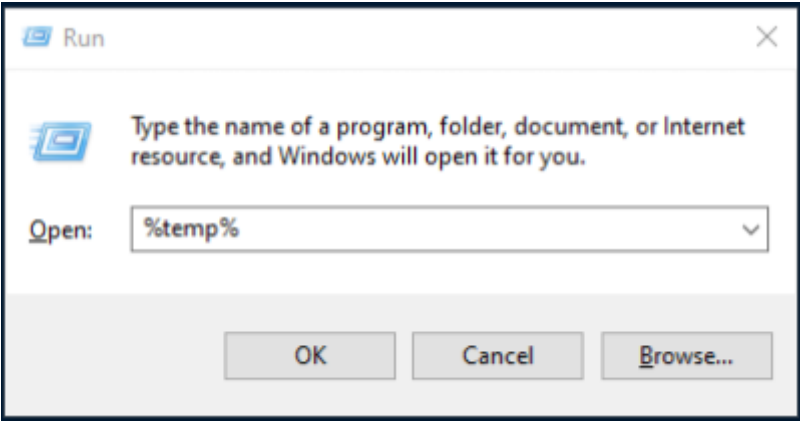 Run
Type the name of a program, folder, document, or Internet
resource, and Windows will open it for you.
Open: %temp%
OK Cancel Browse...